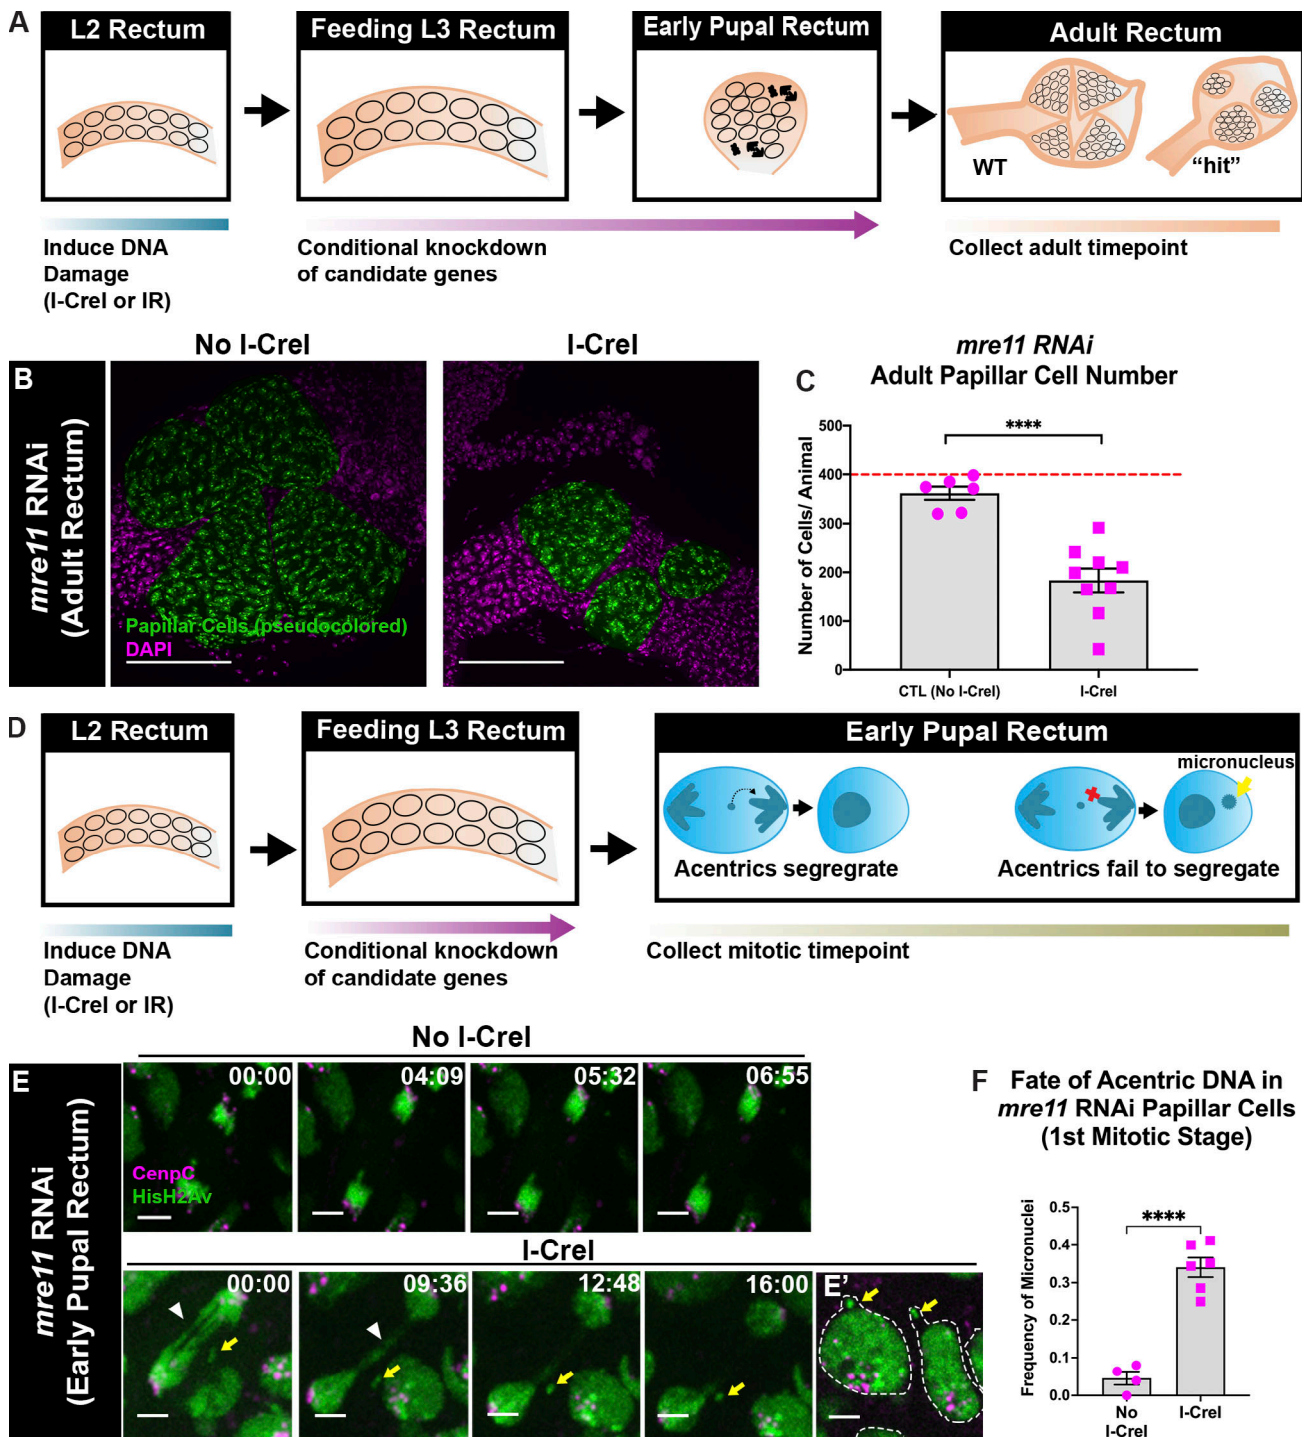 A
L2 Rectum
Feeding L3 Rectum
Early Pupal Rectum
Adult Rectum
WT
“hit”
Induce DNA
Damage
(I-CreI or IR)
Conditional knockdown
of candidate genes
Collect adult timepoint
B
mre11 RNAi
(Adult Rectum)
No I-CreI
I-CreI
Papillar Cells (pseudocolored)
DAPI
C
mre11 RNAi
Adult Papillar Cell Number
Number of Cells/ Animal
500
400
300
200
100
0
****
CTL (No I-CreI)
I-CreI
D
L2 Rectum
Feeding L3 Rectum
Early Pupal Rectum
micronucleus
Acentrics segregrate
Acentrics fail to segregate
Induce DNA
Damage
(I-CreI or IR)
Conditional knockdown
of candidate genes
Collect mitotic timepoint
E
mre11 RNAi
(Early Pupal Rectum)
No I-CreI
00:00
04:09
05:32
06:55
CenpC
HisH2Av
I-CreI
00:00
09:36
12:48
16:00
E'
F
Fate of Acentric DNA in
mre11 RNAi Papillar Cells
(1st Mitotic Stage)
Frequency of Micronuclei
0.5
0.4
0.3
0.2
0.1
0.0
****
No
I-CreI
I-CreI